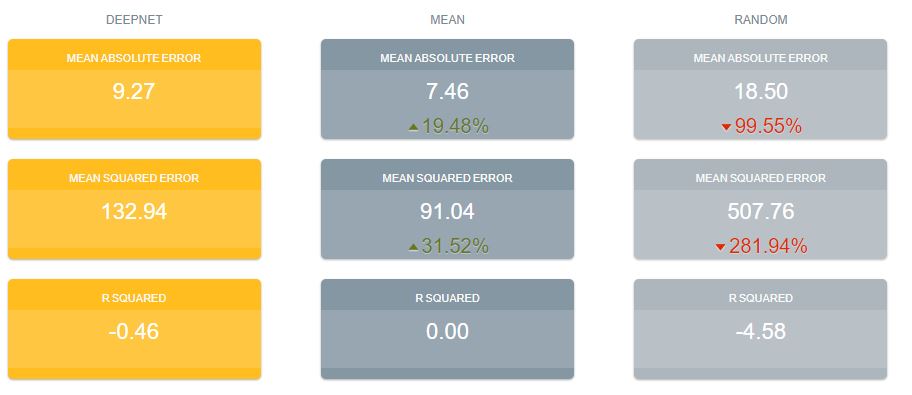 DEEPNET MEAN RANDOM
MEAN ABSOLUTE ERROR MEAN ABSOLUTE ERROR MEAN ABSOLUTE ERROR
9.27 7.46 18.50
19.48% 99.55%
MEAN SQUARED ERROR MEAN SQUARED ERROR MEAN SQUARED ERROR
132.94 91.04 507.76
31.52% 281.94%
R SQUARED R SQUARED R SQUARED
-0.46 0.00 -4.58